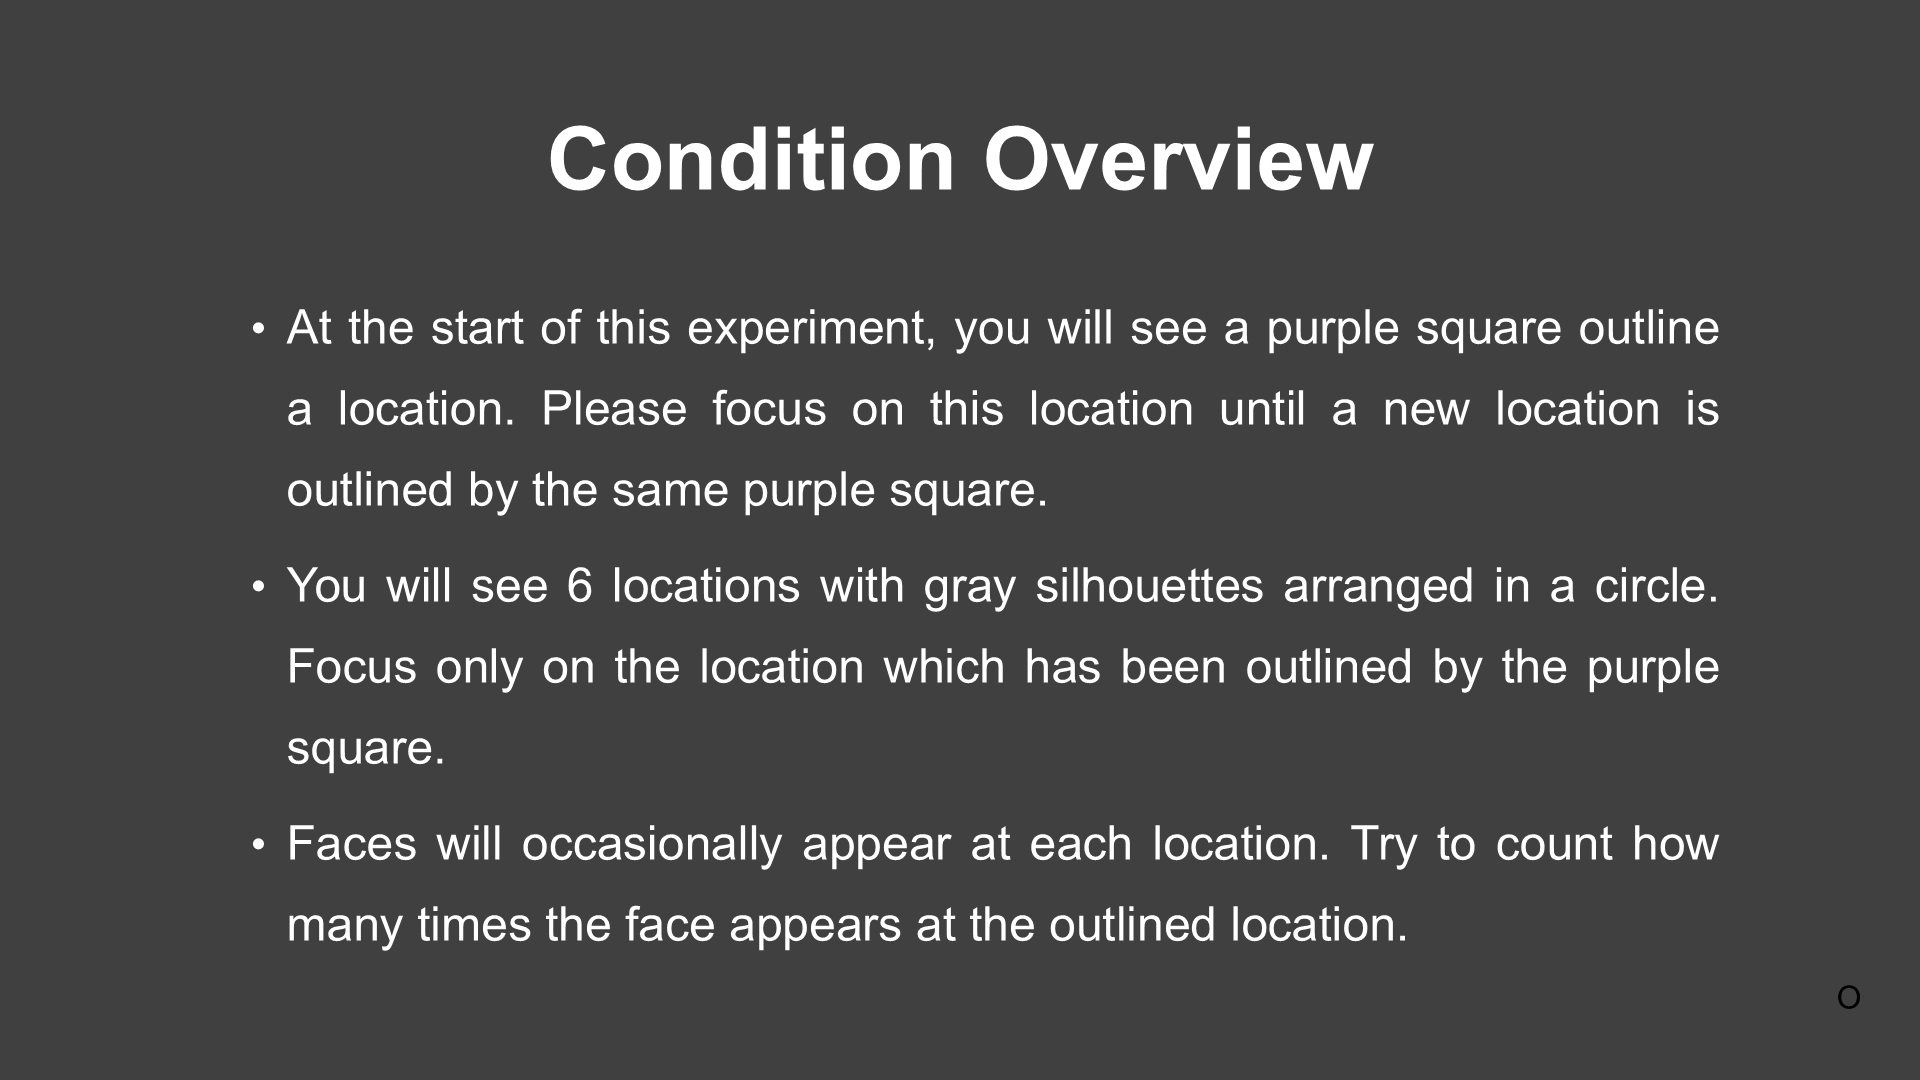 Condition Overview
• At the start of this experiment, you will see a purple square outline
a location. Please focus on this location until a new location is
outlined by the same purple square.
• You will see 6 locations with gray silhouettes arranged in a circle.
Focus only on the location which has been outlined by the purple
square.
• Faces will occasionally appear at each location. Try to count how
many times the face appears at the outlined location.
O